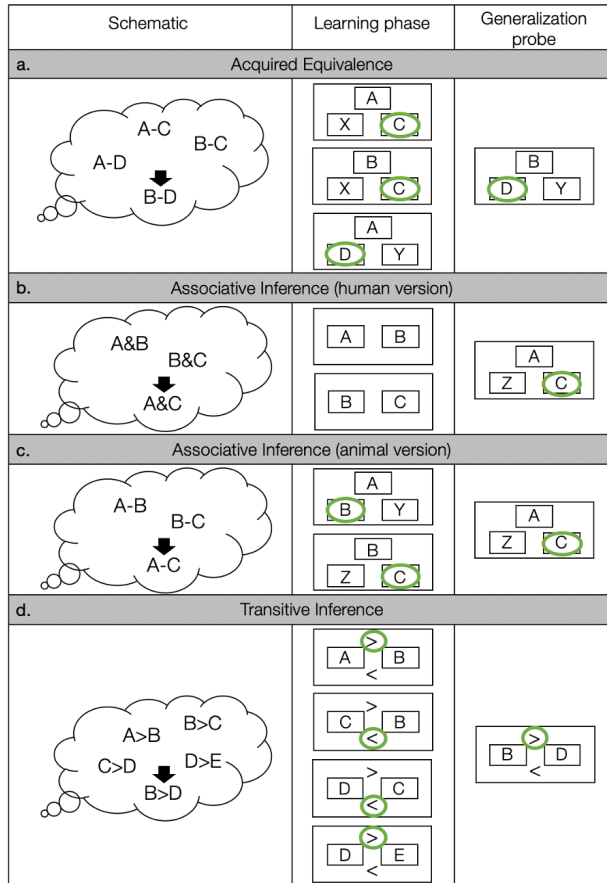 Schematic Learning phase Generalization probe
a. Acquired Equivalence
A-C
B-C
A-D
B-D
A
X C
B
X C
A
D Y
B
D Y
b. Associative Inference (human version)
A&B
B&C
A&C
A B
B C
A
Z C
c. Associative Inference (animal version)
A-B
B-C
A-C
A
B Y
B
Z C
A
Z C
d. Transitive Inference
B>C
A>B
C>D D>E
B>D
>
A B
<
>
C B
<
>
D C
<
>
D E
<
>
B D
<